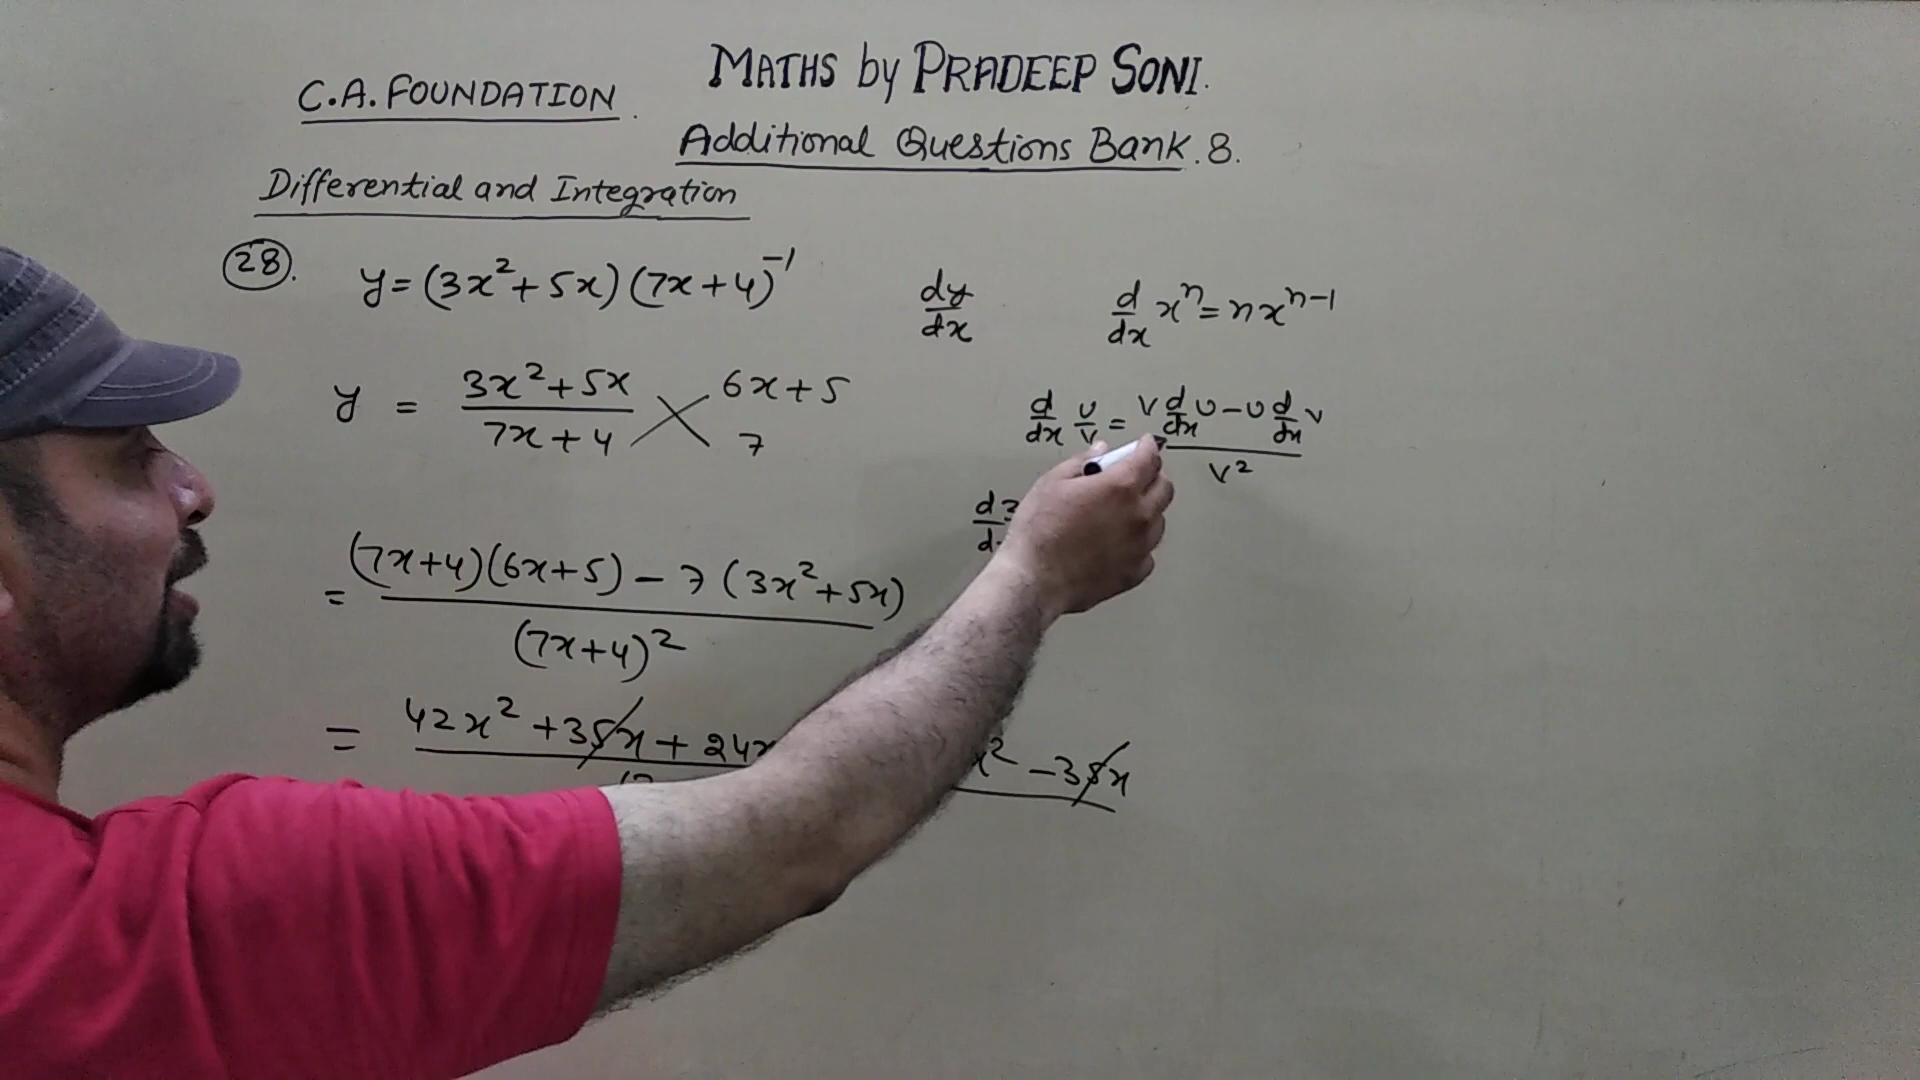 MATHS by PRADEEP SONI.
C.A. FOUNDATION.
Additional Questions Bank. 8.
Differential and Integration
28. y = (3x²+5x)(7x+4)⁻¹ dy/dx d/dx xⁿ = nxⁿ⁻¹
y = 3x²+5x 6x+5
7x+4 7
d/dx u/v = v d/dx u - u d/dx v
v²
= (7x+4)(6x+5) - 7(3x²+5x)
(7x+4)²
= 42x² + 35x + 24x x² - 35x